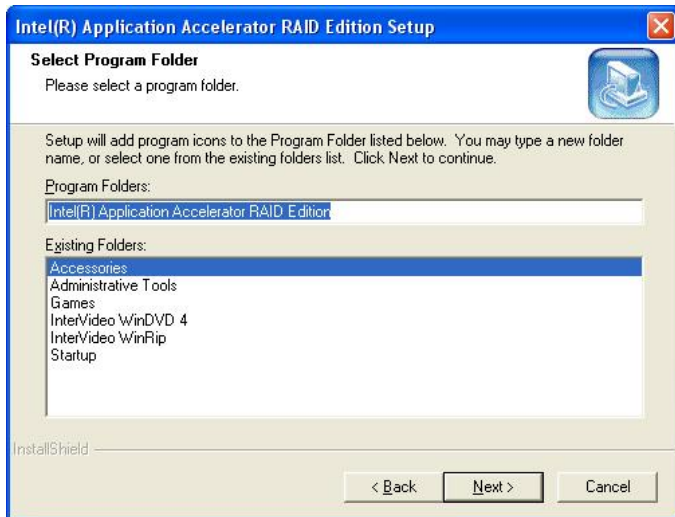 Intel(R) Application Accelerator RAID Edition Setup
Select Program Folder
Please select a program folder.
Setup will add program icons to the Program Folder listed below. You may type a new folder
name, or select one from the existing folders list. Click Next to continue.
Program Folders:
Intel(R) Application Accelerator RAID Edition
Existing Folders:
Accessories
Administrative Tools
Games
InterVideo WinDVD 4
InterVideo WinRip
Startup
InstallShield
< Back
Next >
Cancel